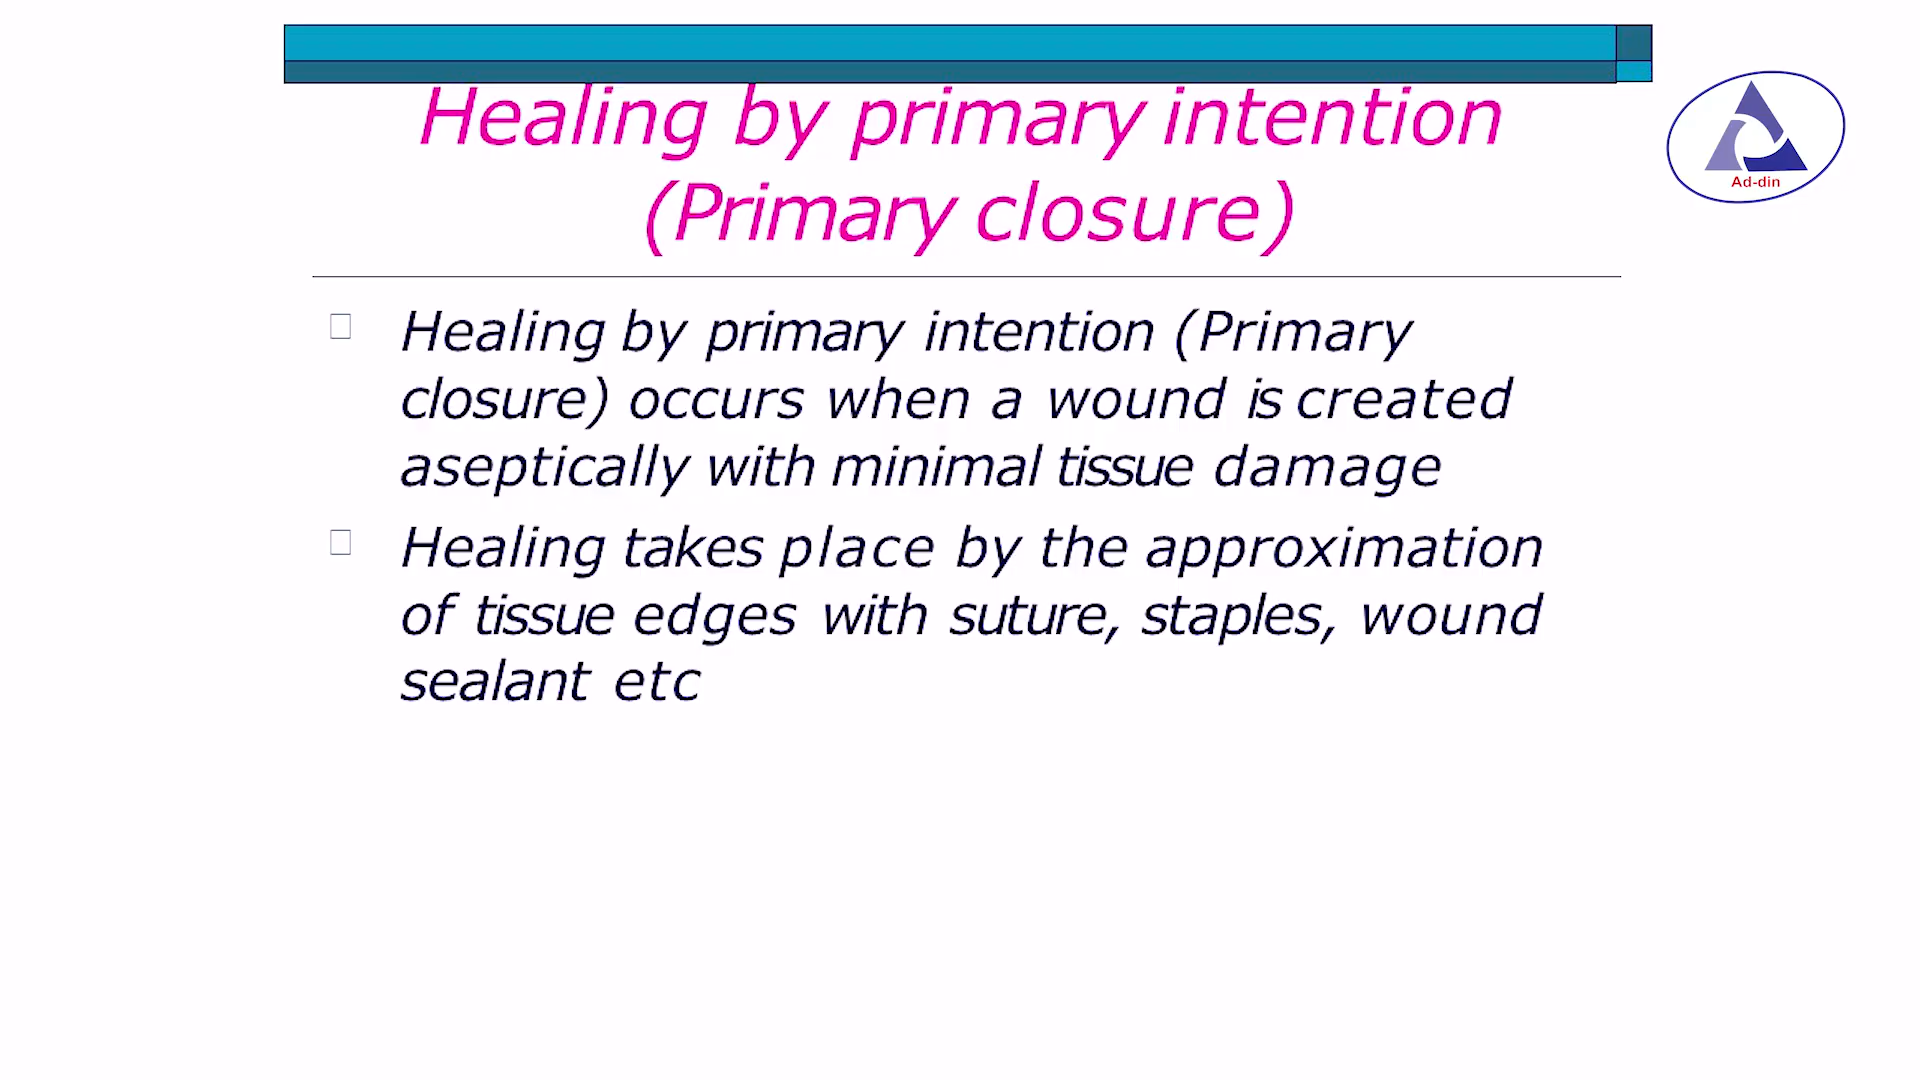 Healing by primary intention
(Primary closure)
Ad-din
Healing by primary intention (Primary
closure) occurs when a wound is created
aseptically with minimal tissue damage
Healing takes place by the approximation
of tissue edges with suture, staples, wound
sealant etc